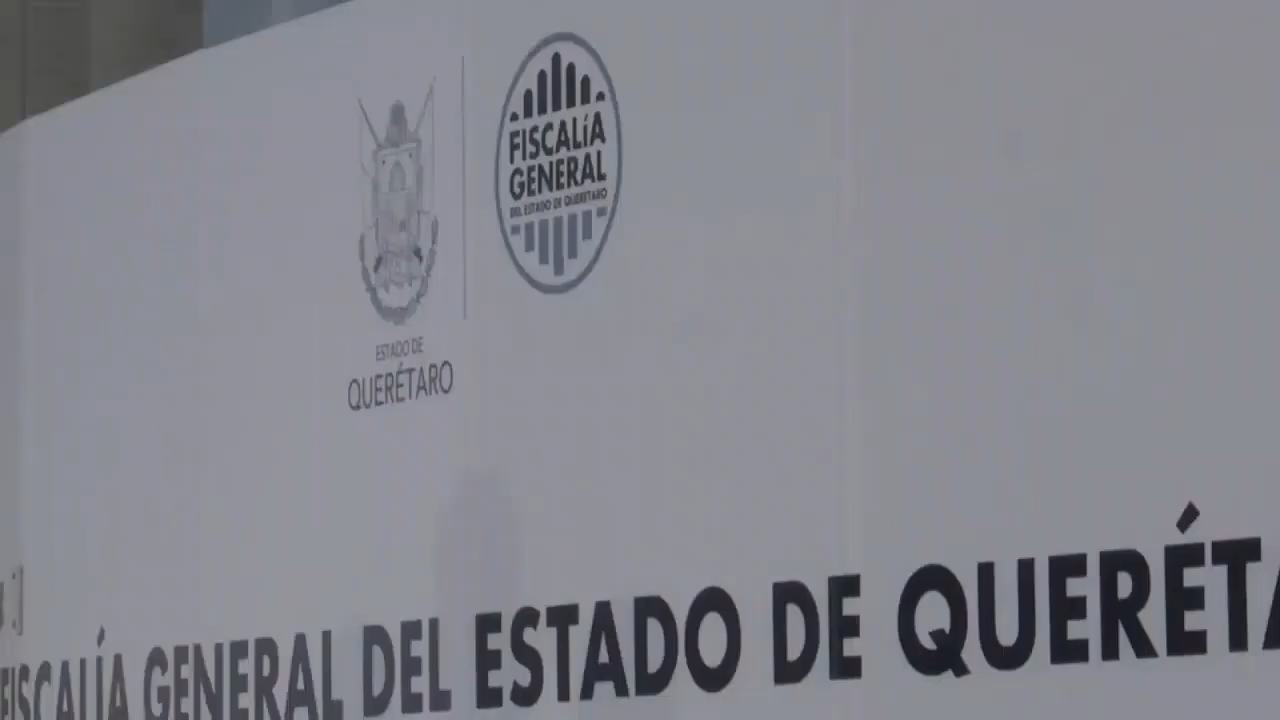 FISCALÍA
GENERAL
DEL ESTADO DE QUERÉTARO
ESTADO DE
QUERÉTARO
FISCALÍA GENERAL DEL ESTADO DE QUERÉTA